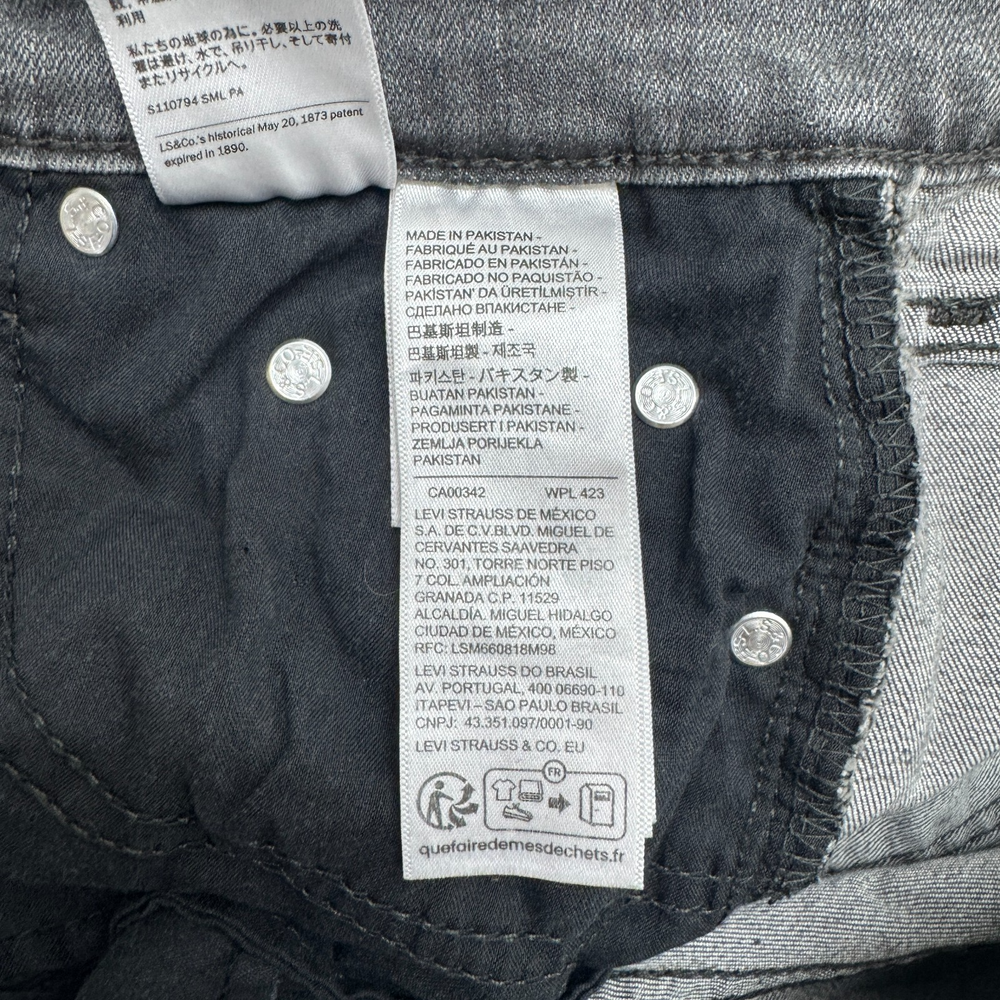 利用
私たちの地球の為に。必要以上の洗
濯は避け、水で、吊り干し、そして寄付
またリサイクルへ。
S110794 SML PA
LS&Co.'s historical May 20, 1873 patent
expired in 1890.
MADE IN PAKISTAN -
FABRIQUÉ AU PAKISTAN -
FABRICADO EN PAKISTÁN -
FABRICADO NO PAQUISTÃO -
PAKİSTAN' DA ÜRETİLMİŞTİR -
СДЕЛАНО ВПАКИСТАНЕ -
巴基斯坦制造 -
巴基斯坦製 - 제조국
파키스탄 - パキスタン製 -
BUATAN PAKISTAN -
PAGAMINTA PAKISTANE -
PRODUSERT I PAKISTAN -
ZEMLJA PORIJEKLA
PAKISTAN
CA00342 WPL 423
LEVI STRAUSS DE MÉXICO
S.A. DE C.V.BLVD. MIGUEL DE
CERVANTES SAAVEDRA
NO. 301, TORRE NORTE PISO
7 COL. AMPLIACIÓN
GRANADA C.P. 11529
ALCALDÍA. MIGUEL HIDALGO
CIUDAD DE MÉXICO, MÉXICO
RFC: LSM660818M98
LEVI STRAUSS DO BRASIL
AV. PORTUGAL, 400 06690-110
ITAPEVI – SAO PAULO BRASIL
CNPJ: 43.351.097/0001-90
LEVI STRAUSS & CO. EU
FR
quefairedemesdechets.fr